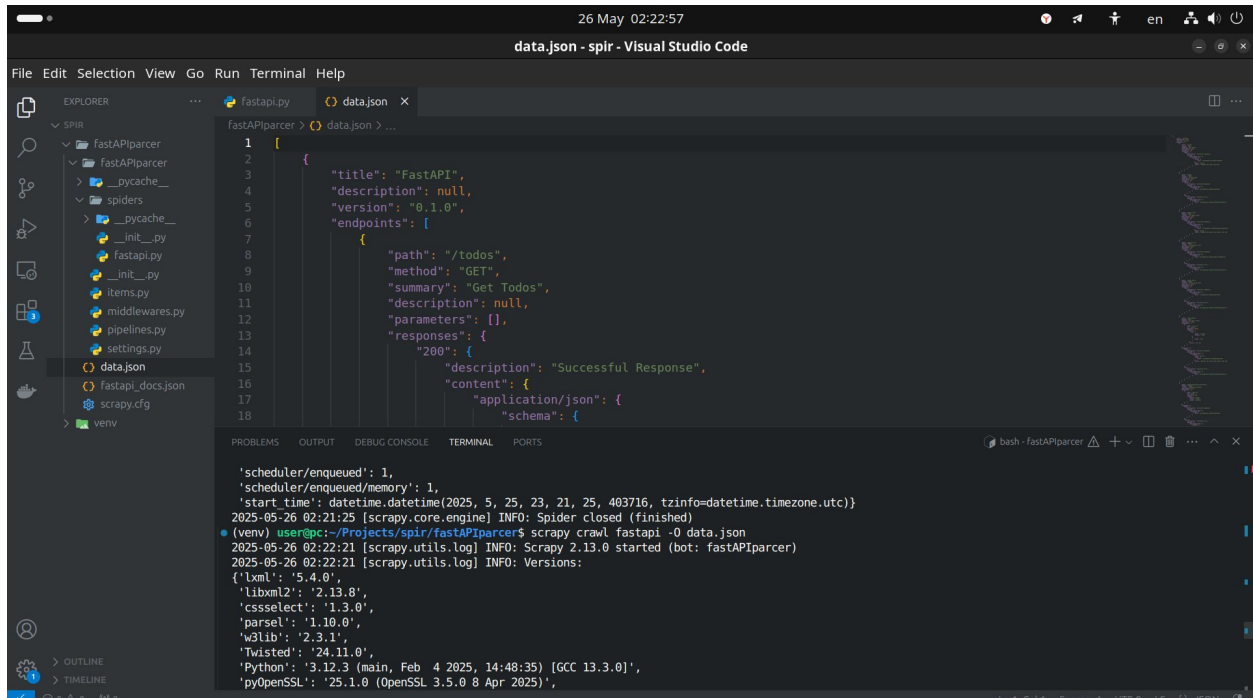 26 May 02:22:57
en
data.json - spir - Visual Studio Code
File Edit Selection View Go Run Terminal Help
EXPLORER
SPIR
fastAPIparcer
fastAPIparcer
__pycache__
spiders
__pycache__
__init__.py
fastapi.py
__init__.py
items.py
middlewares.py
pipelines.py
settings.py
data.json
fastapi_docs.json
scrapy.cfg
venv
OUTLINE
TIMELINE
3
1
fastapi.py data.json
fastAPIparcer > {} data.json > ...
1 [
2 {
3 "title": "FastAPI",
4 "description": null,
5 "version": "0.1.0",
6 "endpoints": [
7 {
8 "path": "/todos",
9 "method": "GET",
10 "summary": "Get Todos",
11 "description": null,
12 "parameters": [],
13 "responses": {
14 "200": {
15 "description": "Successful Response",
16 "content": {
17 "application/json": {
18 "schema": {
PROBLEMS OUTPUT DEBUG CONSOLE TERMINAL PORTS
bash - fastAPIparcer
'scheduler/enqueued': 1,
'scheduler/enqueued/memory': 1,
'start_time': datetime.datetime(2025, 5, 25, 23, 21, 25, 403716, tzinfo=datetime.timezone.utc)}
2025-05-26 02:21:25 [scrapy.core.engine] INFO: Spider closed (finished)
(venv) user@pc:~/Projects/spir/fastAPIparcer$ scrapy crawl fastapi -O data.json
2025-05-26 02:22:21 [scrapy.utils.log] INFO: Scrapy 2.13.0 started (bot: fastAPIparcer)
2025-05-26 02:22:21 [scrapy.utils.log] INFO: Versions:
{'lxml': '5.4.0',
'libxml2': '2.13.8',
'cssselect': '1.3.0',
'parsel': '1.10.0',
'w3lib': '2.3.1',
'Twisted': '24.11.0',
'Python': '3.12.3 (main, Feb 4 2025, 14:48:35) [GCC 13.3.0]',
'pyOpenSSL': '25.1.0 (OpenSSL 3.5.0 8 Apr 2025)',